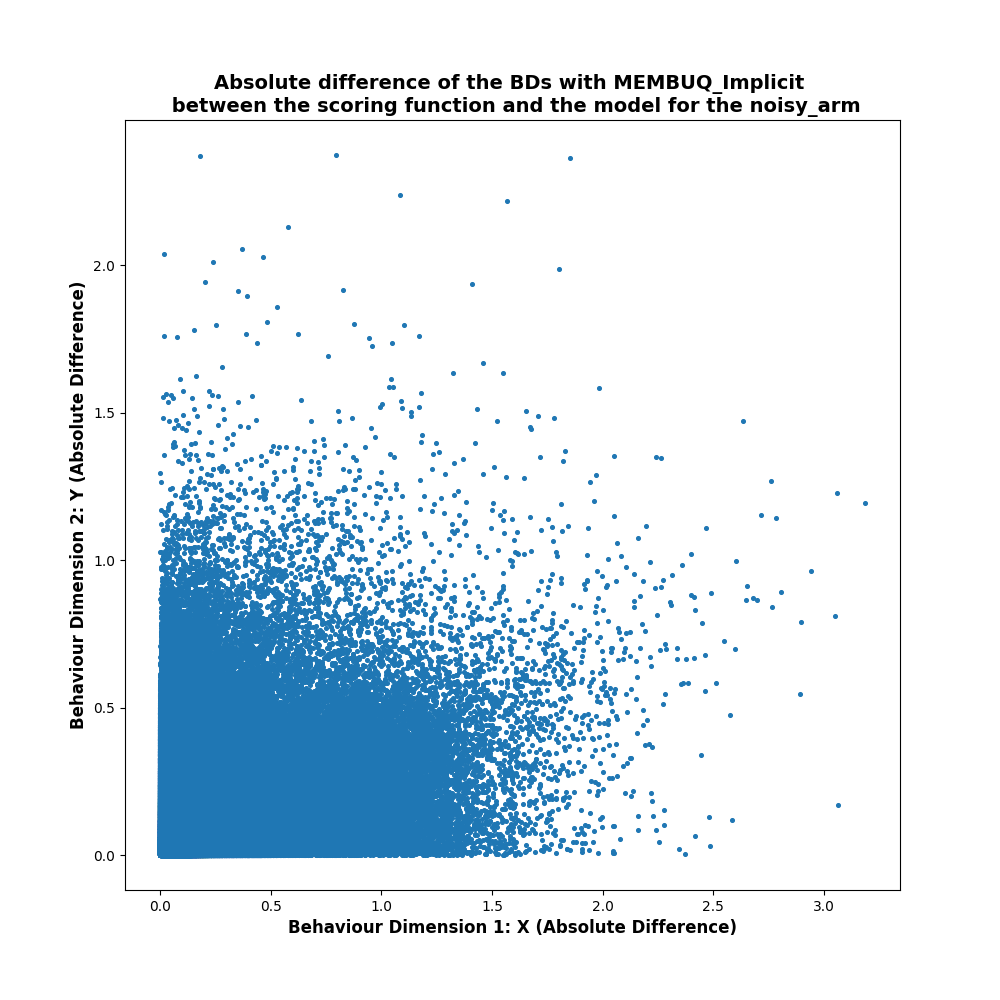 Absolute difference of the BDs with MEMBUQ_Implicit
between the scoring function and the model for the noisy_arm
Behaviour Dimension 2: Y (Absolute Difference)
2.0
1.5
1.0
0.5
0.0
0.0 0.5 1.0 1.5 2.0 2.5 3.0
Behaviour Dimension 1: X (Absolute Difference)